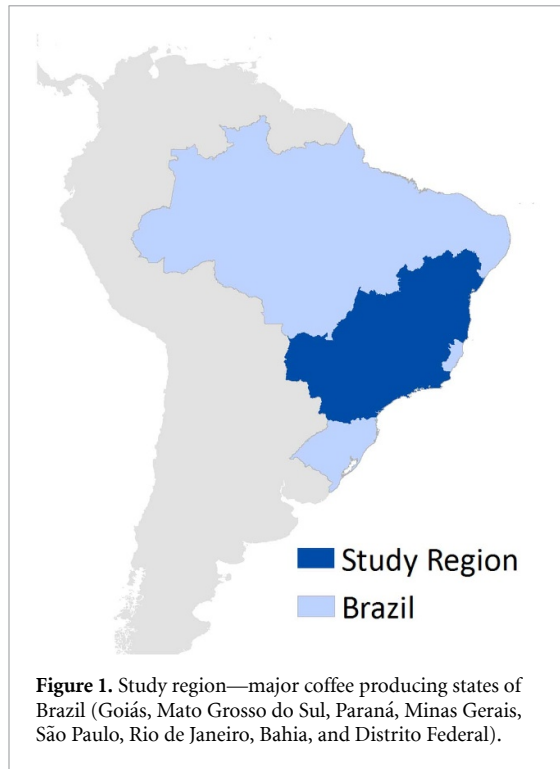 Study Region
Brazil
Figure 1. Study region—major coffee producing states of
Brazil (Goiás, Mato Grosso do Sul, Paraná, Minas Gerais,
São Paulo, Rio de Janeiro, Bahia, and Distrito Federal).